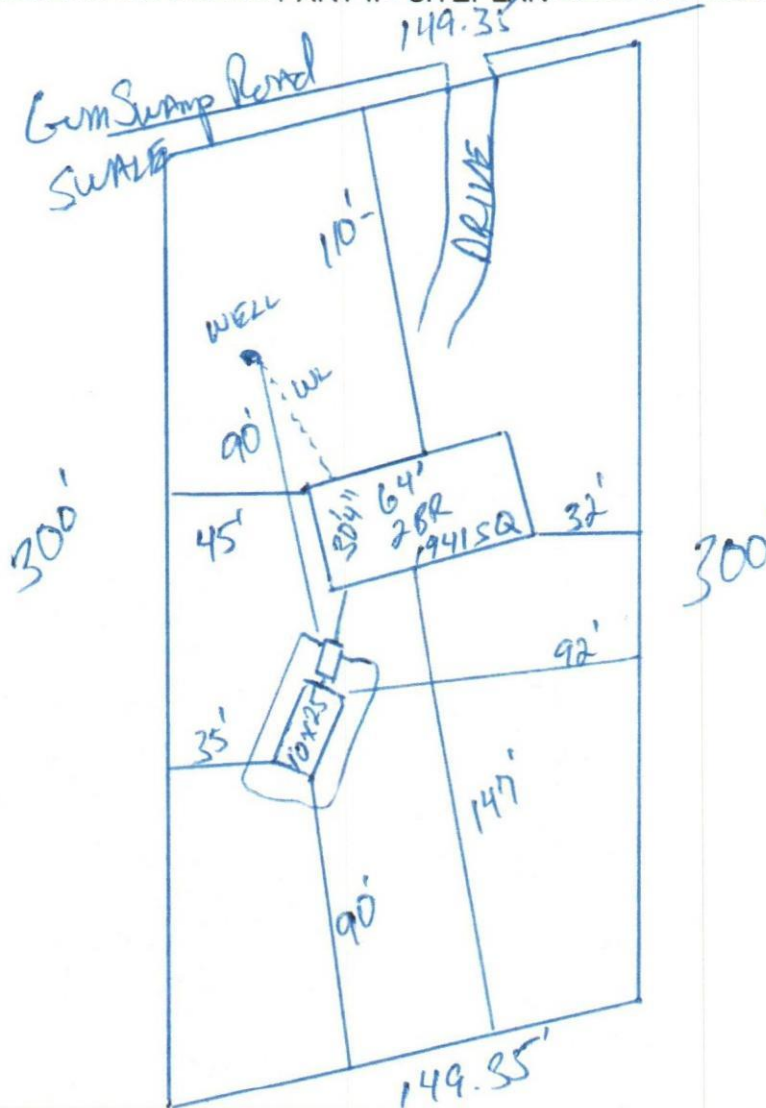 149.35'
Gum Swamp Road
SWALE
DRIVE
110'
WELL
WL
90'
300'
45'
30'4"
64'
2BR
1941 SQ
32'
300
92'
35'
10x25
147'
90'
149.35'